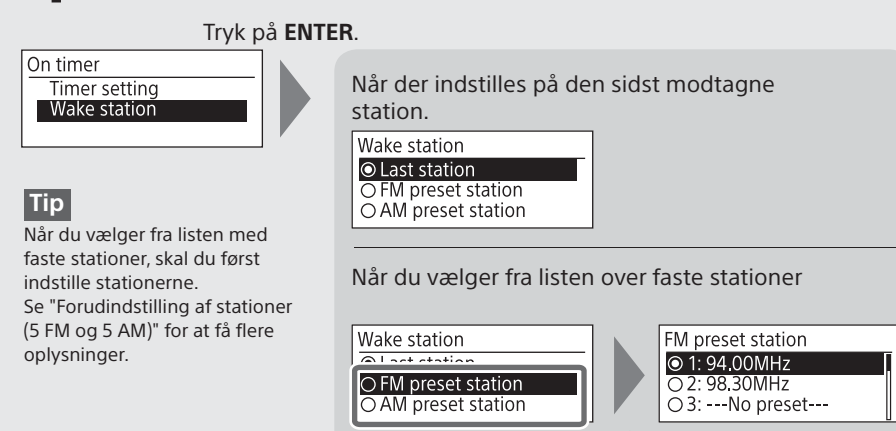 Tryk på ENTER.
On timer
Timer setting
Wake station
Tip
Når du vælger fra listen med
faste stationer, skal du først
indstille stationerne.
Se "Forudindstilling af stationer
(5 FM og 5 AM)" for at få flere
oplysninger.
Når der indstilles på den sidst modtagne
station.
Wake station
Last station
FM preset station
AM preset station
Når du vælger fra listen over faste stationer
Wake station
Last station
FM preset station
AM preset station
FM preset station
1: 94.00MHz
2: 98.30MHz
3: ---No preset---